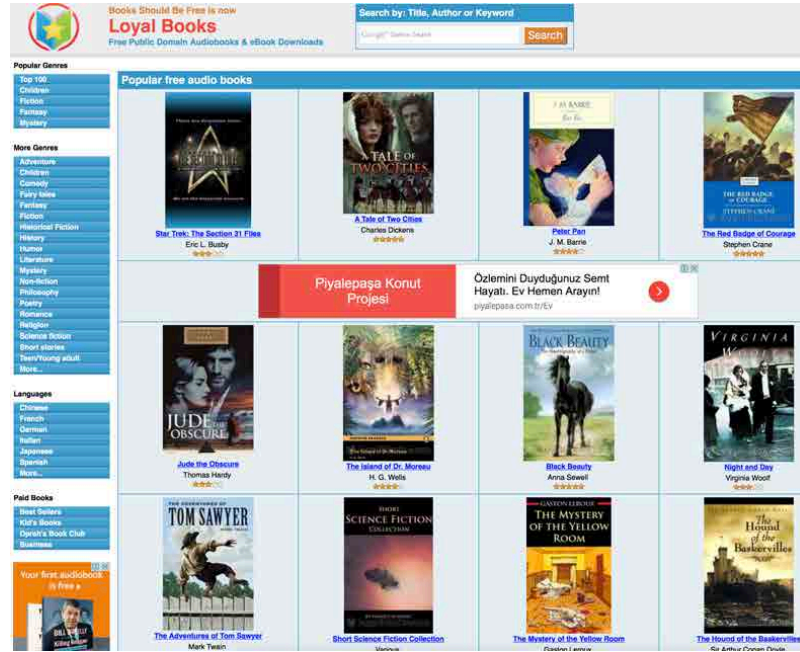 Books Should Be Free is now
Loyal Books
Free Public Domain Audiobooks & eBook Downloads
Search by: Title, Author or Keyword
Search
Popular Genres
Top 100
Children
Fiction
Fantasy
Mystery
More Genres
Adventure
Children
Comedy
Fairy tales
Fantasy
Fiction
Historical Fiction
History
Humor
Literature
Mystery
Non-fiction
Philosophy
Poetry
Romance
Religion
Science fiction
Short stories
Teen/Young adult
More...
Languages
Chinese
French
German
Italian
Japanese
Spanish
More...
Paid Books
Best Sellers
Kid's Books
Oprah's Book Club
Business
Your first audiobook
is free
Popular free audio books
A TALE OF
TWO CITIES
J. M. BARRIE
THE RED BADGE
OF COURAGE
STEPHEN CRANE
Star Trek: The Section 31 Files
Eric L. Busby
A Tale of Two Cities
Charles Dickens
Peter Pan
J. M. Barrie
The Red Badge of Courage
Stephen Crane
Piyalepaşa Konut
Projesi
Özlemini Duyduğunuz Semt
Hayatı. Ev Hemen Arayın!
piyalepasa.com.tr/Ev
JUDE THE
OBSCURE
The Island of Dr. Moreau
BLACK BEAUTY
VIRGINIA
Jude the Obscure
Thomas Hardy
The Island of Dr. Moreau
H. G. Wells
Black Beauty
Anna Sewell
Night and Day
Virginia Woolf
THE ADVENTURES OF
TOM SAWYER
SHORT
SCIENCE FICTION
COLLECTION
GASTON LEROUX
THE MYSTERY
OF THE YELLOW
ROOM
The
Hound
of the
Baskervilles
The Adventures of Tom Sawyer
Mark Twain
Short Science Fiction Collection
Various
The Mystery of the Yellow Room
Gaston Leroux
The Hound of the Baskervilles
Sir Arthur Conan Doyle